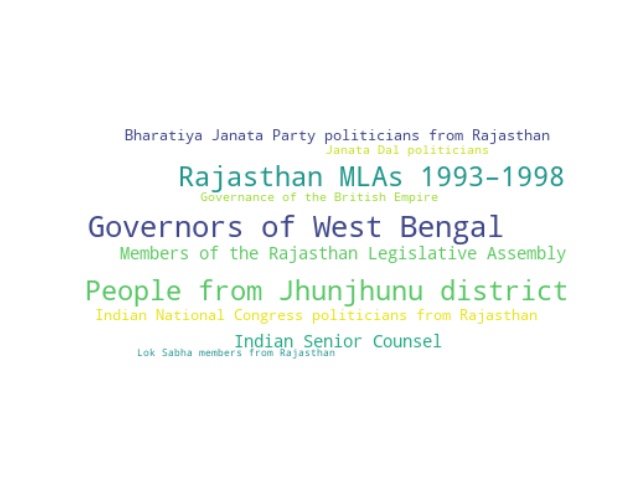 Bharatiya Janata Party politicians from Rajasthan
Janata Dal politicians
Rajasthan MLAs 1993–1998
Governance of the British Empire
Governors of West Bengal
Members of the Rajasthan Legislative Assembly
People from Jhunjhunu district
Indian National Congress politicians from Rajasthan
Indian Senior Counsel
Lok Sabha members from Rajasthan